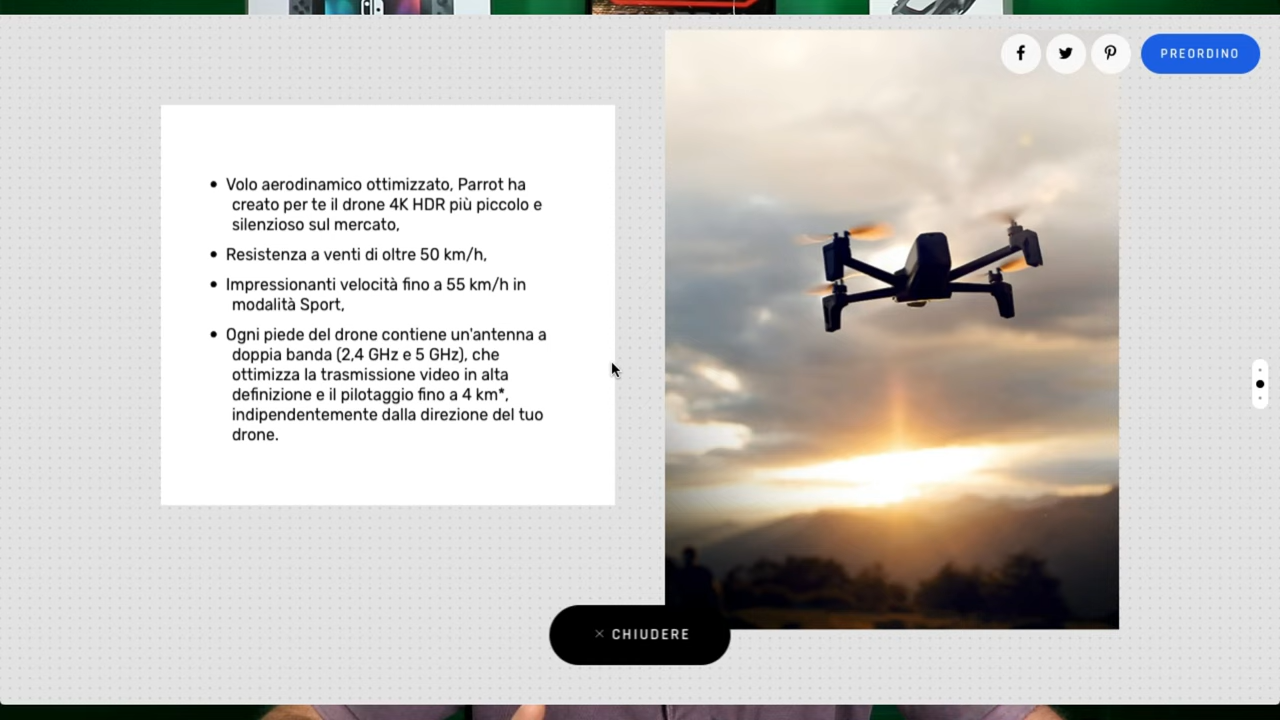 PREORDINO
Volo aerodinamico ottimizzato, Parrot ha
creato per te il drone 4K HDR più piccolo e
silenzioso sul mercato,
Resistenza a venti di oltre 50 km/h,
Impressionanti velocità fino a 55 km/h in
modalità Sport,
Ogni piede del drone contiene un'antenna a
doppia banda (2,4 GHz e 5 GHz), che
ottimizza la trasmissione video in alta
definizione e il pilotaggio fino a 4 km*,
indipendentemente dalla direzione del tuo
drone.
CHIUDERE